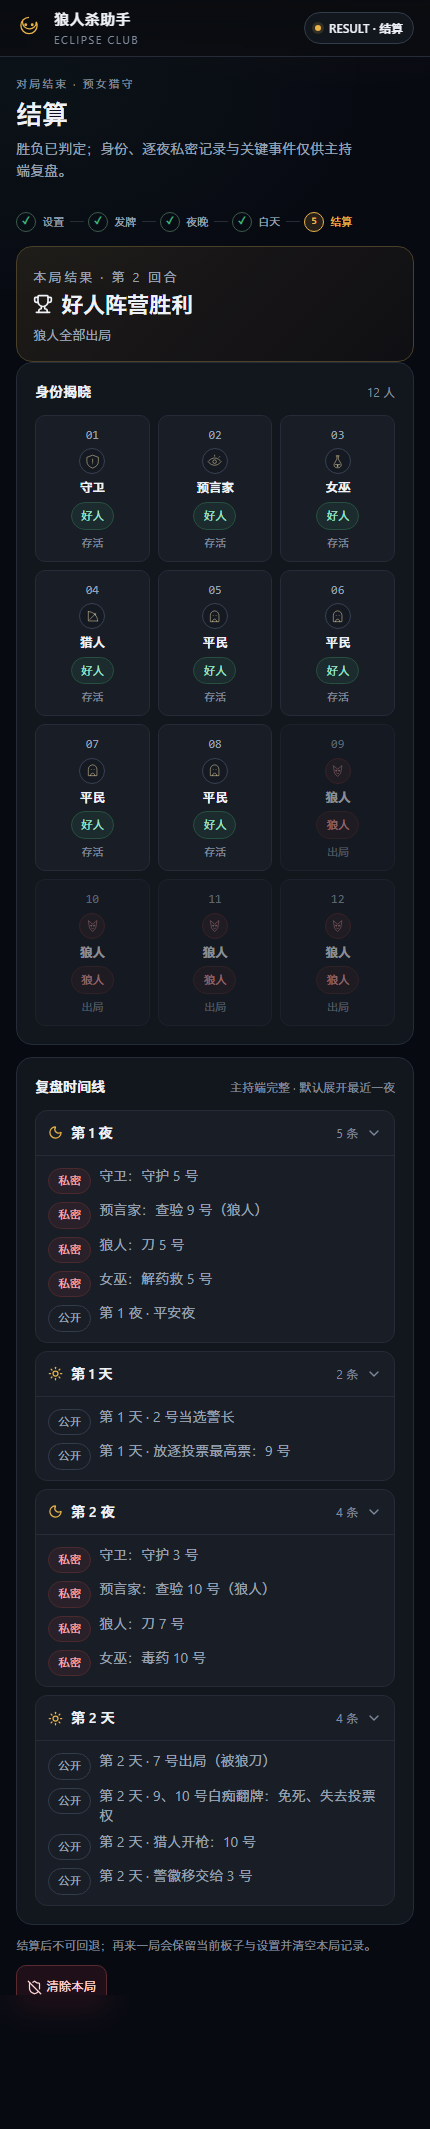 狼人杀助手
ECLIPSE CLUB
RESULT · 结算
对局结束 · 预女猎守
结算
胜负已判定；身份、逐夜私密记录与关键事件仅供主持
端复盘。
设置
发牌
夜晚
白天
5 结算
本局结果 · 第 2 回合
好人阵营胜利
狼人全部出局
身份揭晓
12 人
01
守卫
好人
存活
02
预言家
好人
存活
03
女巫
好人
存活
04
猎人
好人
存活
05
平民
好人
存活
06
平民
好人
存活
07
平民
好人
存活
08
平民
好人
存活
09
狼人
狼人
出局
10
狼人
狼人
出局
11
狼人
狼人
出局
12
狼人
狼人
出局
复盘时间线
主持端完整 · 默认展开最近一夜
第 1 夜
5 条
私密 守卫：守护 5 号
私密 预言家：查验 9 号（狼人）
私密 狼人：刀 5 号
私密 女巫：解药救 5 号
公开 第 1 夜 · 平安夜
第 1 天
2 条
公开 第 1 天 · 2 号当选警长
公开 第 1 天 · 放逐投票最高票：9 号
第 2 夜
4 条
私密 守卫：守护 3 号
私密 预言家：查验 10 号（狼人）
私密 狼人：刀 7 号
私密 女巫：毒药 10 号
第 2 天
4 条
公开 第 2 天 · 7 号出局（被狼刀）
公开 第 2 天 · 9、10 号白痴翻牌：免死、失去投票
权
公开 第 2 天 · 猎人开枪：10 号
公开 第 2 天 · 警徽移交给 3 号
结算后不可回退；再来一局会保留当前板子与设置并清空本局记录。
清除本局